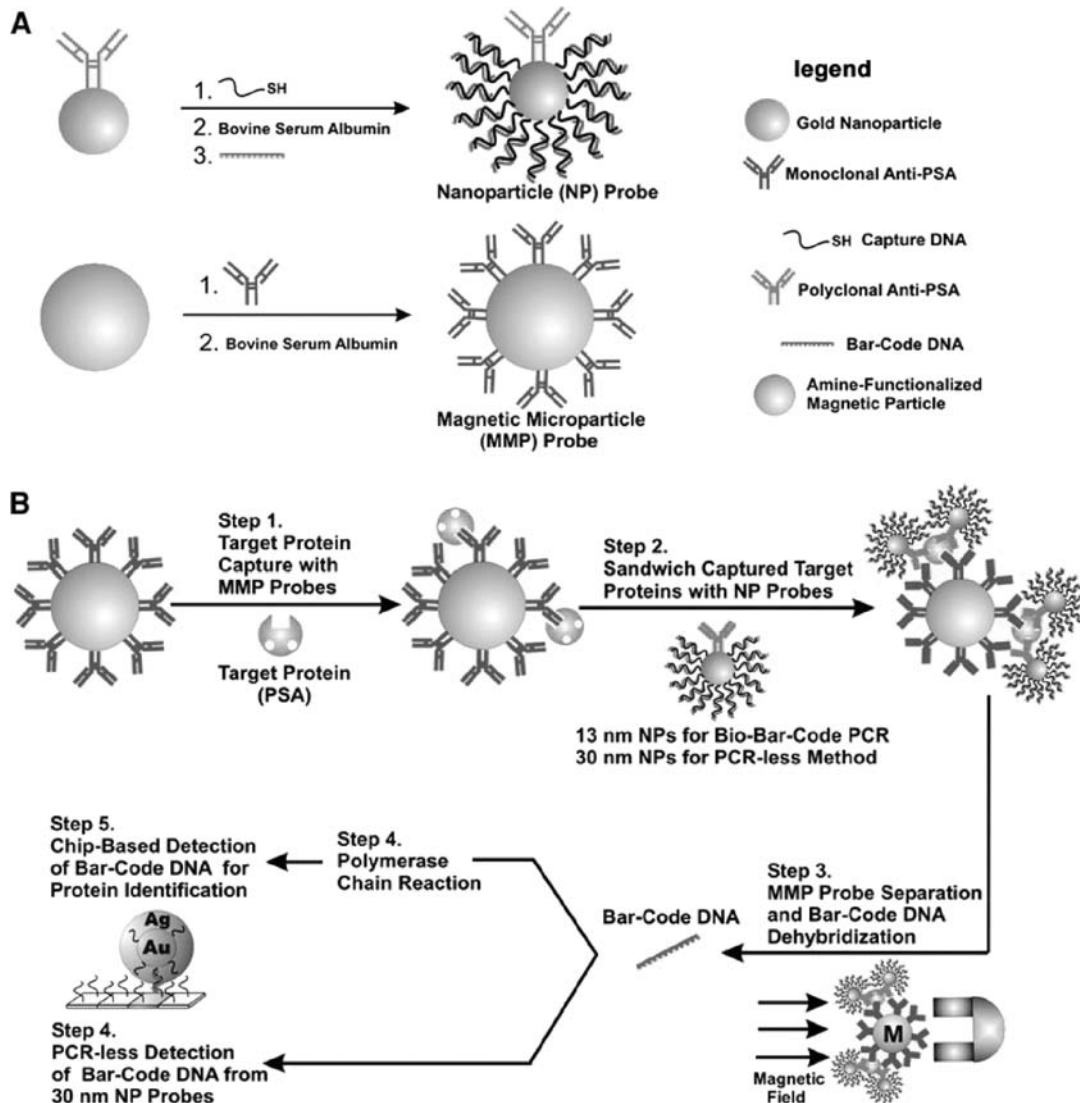 A
1. SH
2. Bovine Serum Albumin
3.
Nanoparticle (NP) Probe
1.
2. Bovine Serum Albumin
Magnetic Microparticle
(MMP) Probe
legend
Gold Nanoparticle
Monoclonal Anti-PSA
SH Capture DNA
Polyclonal Anti-PSA
Bar-Code DNA
Amine-Functionalized
Magnetic Particle
B
Step 1.
Target Protein
Capture with
MMP Probes
Target Protein
(PSA)
Step 2.
Sandwich Captured Target
Proteins with NP Probes
13 nm NPs for Bio-Bar-Code PCR
30 nm NPs for PCR-less Method
Step 3.
MMP Probe Separation
and Bar-Code DNA
Dehybridization
M
Magnetic
Field
Bar-Code DNA
Step 4.
Polymerase
Chain Reaction
Step 5.
Chip-Based Detection
of Bar-Code DNA for
Protein Identification
Ag
Au
Step 4.
PCR-less Detection
of Bar-Code DNA from
30 nm NP Probes